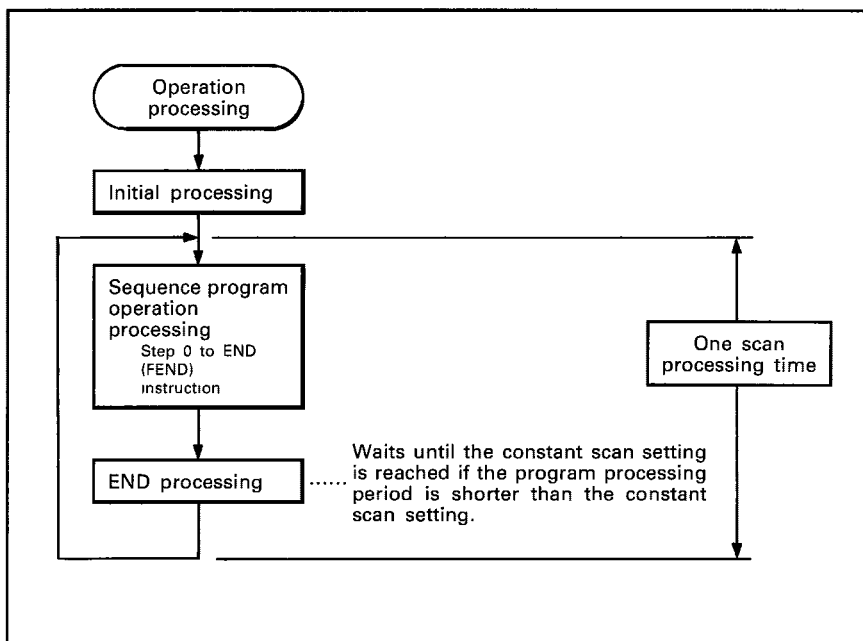 Operation
processing
Initial processing
Sequence program
operation
processing
Step 0 to END
(FEND)
instruction
One scan
processing time
END processing
...... Waits until the constant scan setting
is reached if the program processing
period is shorter than the constant
scan setting.